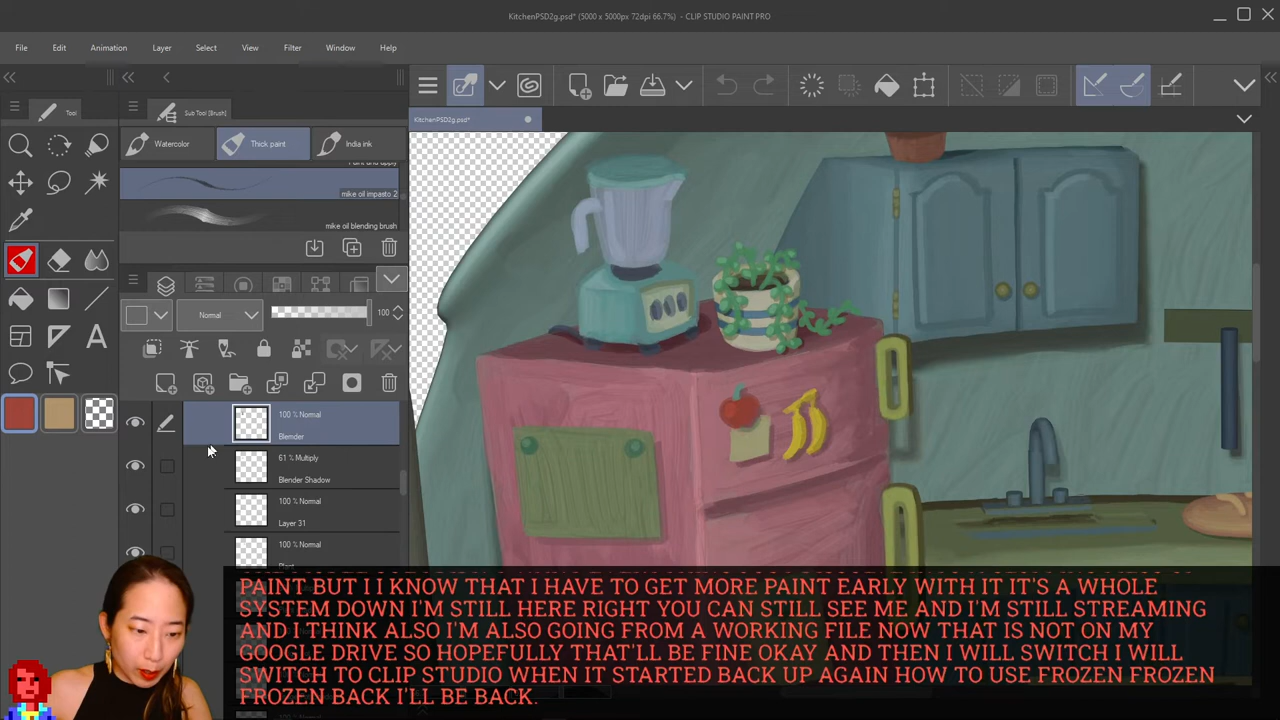 KitchenPSD2g.psd* (5000 x 5000px 72dpi 66.7%) - CLIP STUDIO PAINT PRO
File Edit Animation Layer Select View Filter Window Help
Tool
Sub Tool [Brush]
KitchenPSD2g.psd*
Watercolor Thick paint India ink
Paint and apply
mike oil impasto 2
mike oil blending brush
Normal 100
100 % Normal
Blender
61 % Multiply
Blender Shadow
100 % Normal
Layer 31
100 % Normal
PAINT BUT I I KNOW THAT I HAVE TO GET MORE PAINT EARLY WITH IT IT'S A WHOLE
SYSTEM DOWN I'M STILL HERE RIGHT YOU CAN STILL SEE ME AND I'M STILL STREAMING
AND I THINK ALSO I'M ALSO GOING FROM A WORKING FILE NOW THAT IS NOT ON MY
GOOGLE DRIVE SO HOPEFULLY THAT'LL BE FINE OKAY AND THEN I WILL SWITCH I WILL
SWITCH TO CLIP STUDIO WHEN IT STARTED BACK UP AGAIN HOW TO USE FROZEN FROZEN
FROZEN BACK I'LL BE BACK.